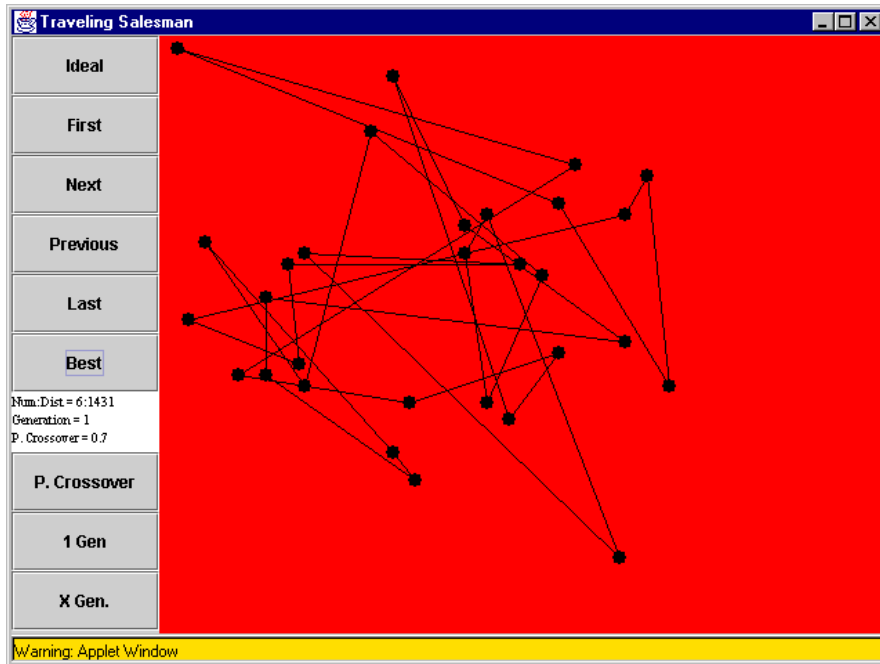 Traveling Salesman
Ideal
First
Next
Previous
Last
Best
Num:Dist = 6:1431
Generation = 1
P. Crossover = 0.7
P. Crossover
1 Gen
X Gen.
Warning: Applet Window